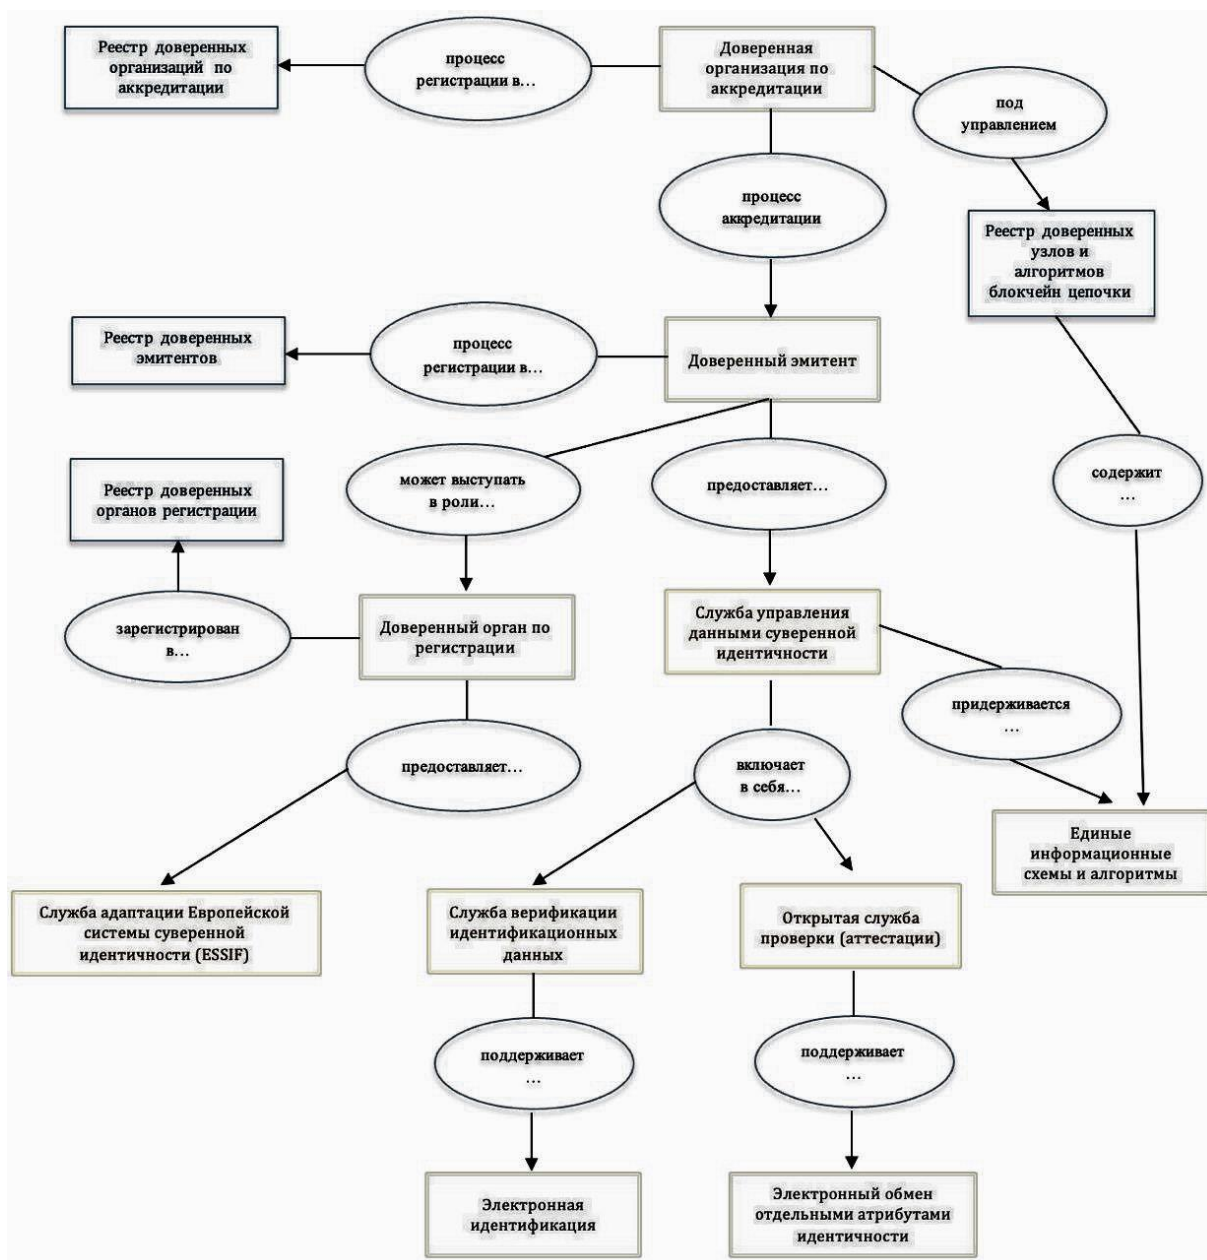 Реестр доверенных
организаций по
аккредитации
процесс
регистрации в...
Доверенная
организация по
аккредитации
под
управлением
процесс
аккредитации
Реестр доверенных
узлов и
алгоритмов
блокчейн цепочки
Реестр доверенных
эмитентов
процесс
регистрации в...
Доверенный эмитент
Реестр доверенных
органов регистрации
может выступать
в роли...
предоставляет...
содержит
...
зарегистрирован
в...
Доверенный орган по
регистрации
Служба управления
данными суверенной
идентичности
придерживается
...
предоставляет...
включает
в себя...
Единые
информационные
схемы и алгоритмы
Служба адаптации Европейской
системы суверенной
идентичности (ESSIF)
Служба верификации
идентификационных
данных
Открытая служба
проверки (аттестации)
поддерживает
...
поддерживает
...
Электронная
идентификация
Электронный обмен
отдельными атрибутами
идентичности